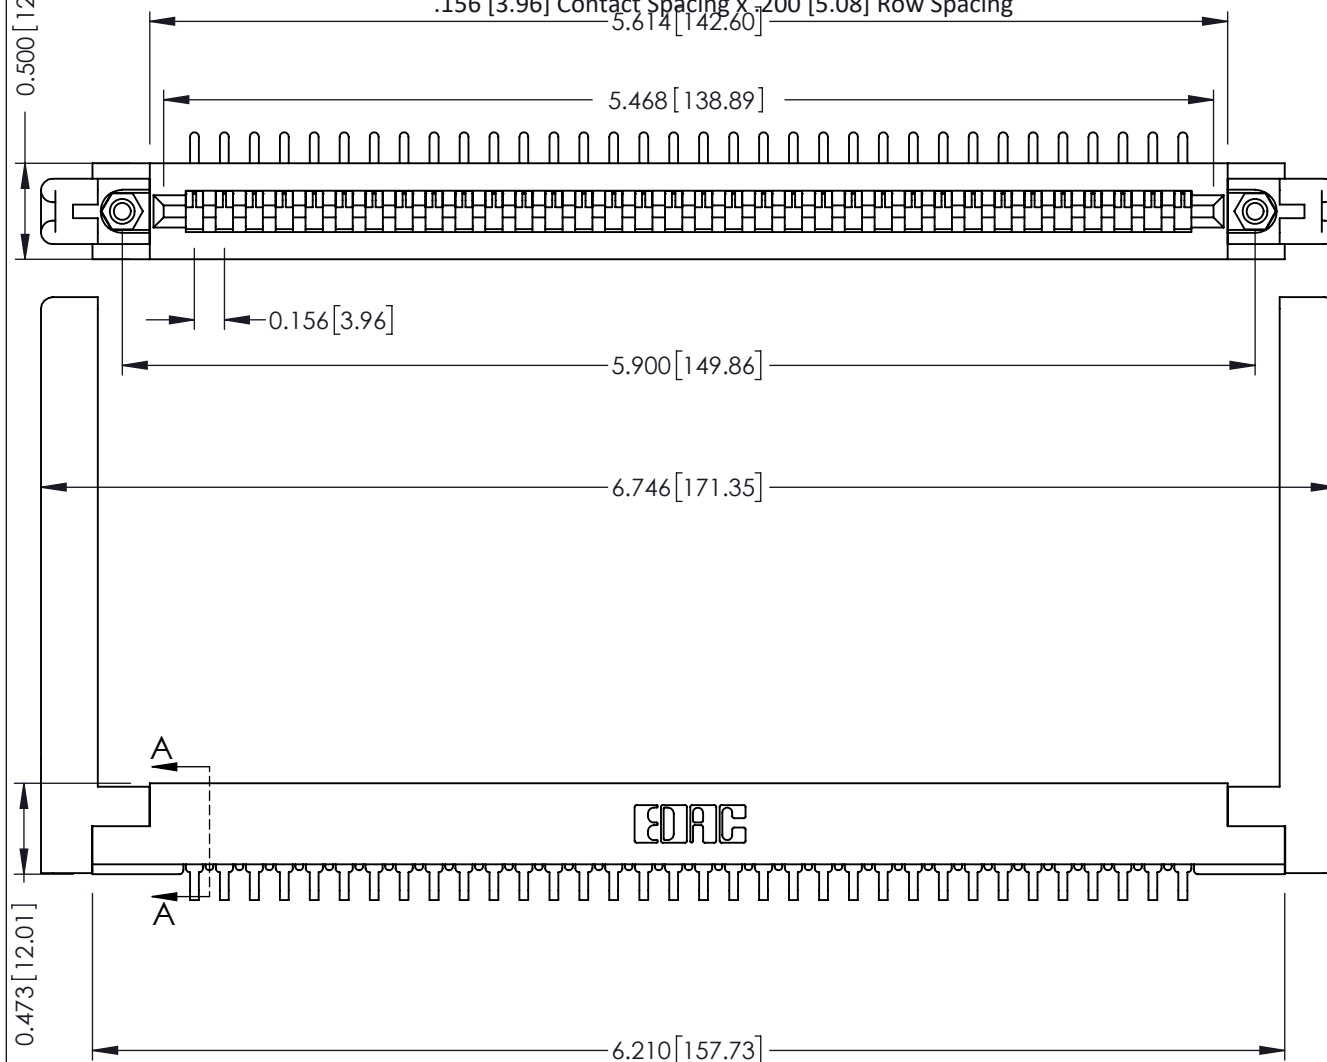 .156 [3.96] Contact Spacing x .200 [5.08] Row Spacing
5.614[142.60]
0.500[12
5.468[138.89]
0.156[3.96]
5.900[149.86]
6.746[171.35]
A
EDAC
A
0.473[12.01]
6.210[157.73]